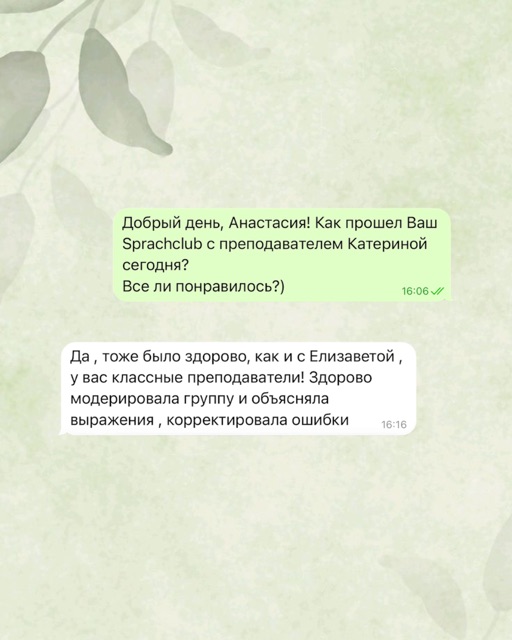 Добрый день, Анастасия! Как прошел Ваш
Sprachclub с преподавателем Катериной
сегодня?
Все ли понравилось?)
16:06
Да , тоже было здорово, как и с Елизаветой ,
у вас классные преподаватели! Здорово
модерировала группу и объясняла
выражения , корректировала ошибки
16:16